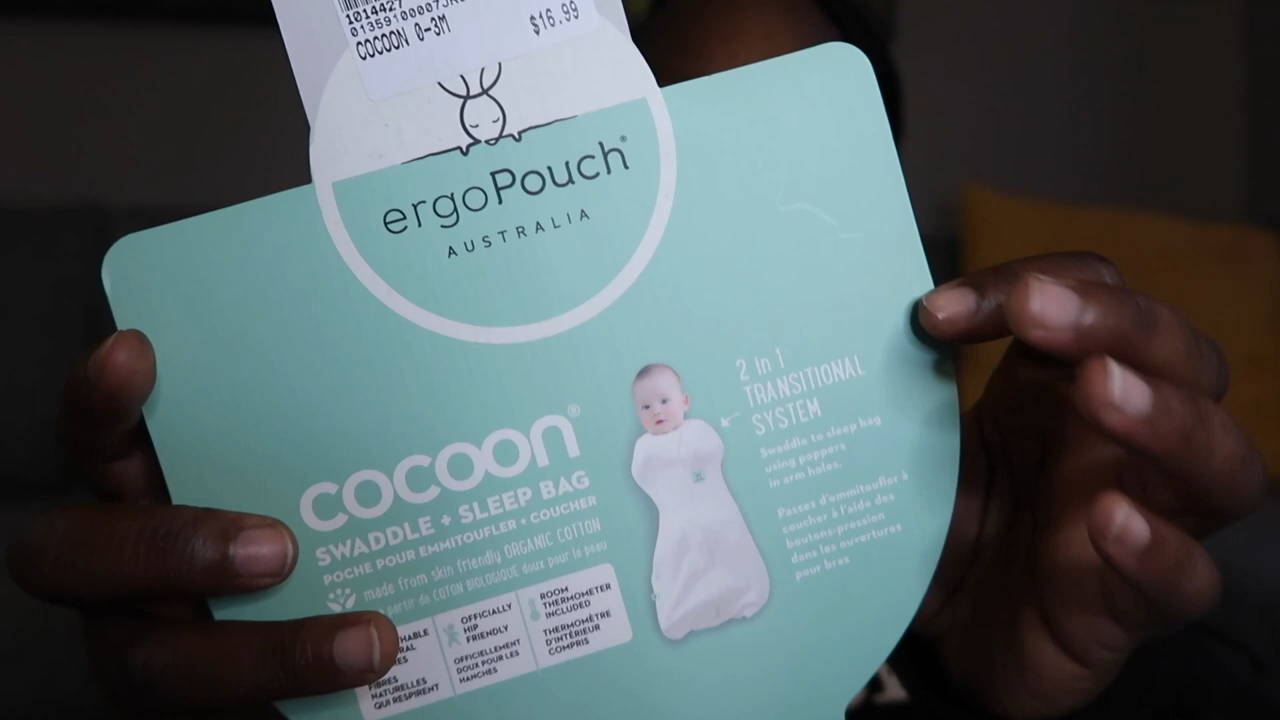 1014427
COCOON 0-3M
$16.99
ergoPouch®
AUSTRALIA
cocoon®
SWADDLE + SLEEP BAG
POCHE POUR EMMITOUFLER + COUCHER
made from skin friendly ORGANIC COTTON
partir de COTON BIOLOGIQUE doux pour la peau
FIBRES
NATURELLES
QUI RESPIRENT
OFFICIALLY
HIP
FRIENDLY
OFFICIELLEMENT
DOUX POUR LES
HANCHES
ROOM
THERMOMETER
INCLUDED
THERMOMÈTRE
D'INTÉRIEUR
COMPRIS
2 in 1
TRANSITIONAL
SYSTEM
Swaddle to sleep bag
using poppers
in arm holes.
Passez d'emmitoufler à
coucher à l'aide des
boutons-pression
dans les ouvertures
pour bras